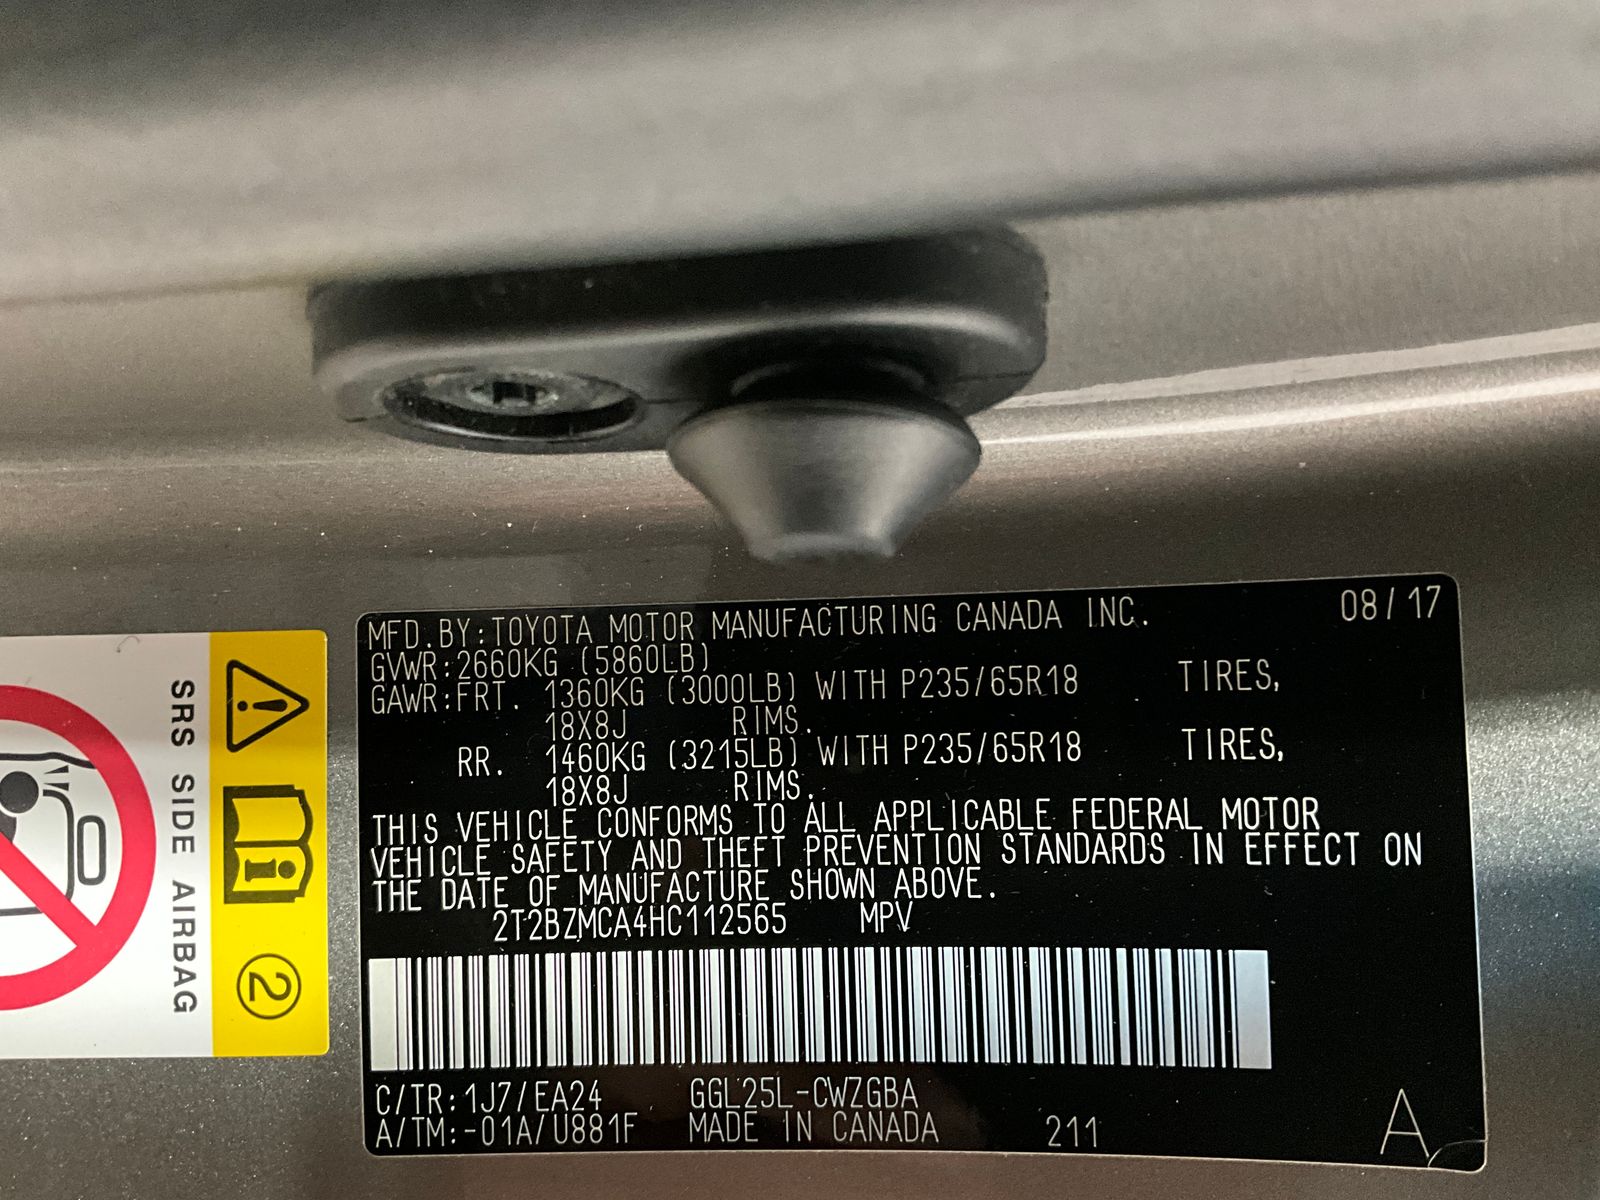 MFD.BY:TOYOTA MOTOR MANUFACTURING CANADA INC. 08/17
GVWR:2660KG (5860LB)
GAWR:FRT. 1360KG (3000LB) WITH P235/65R18 TIRES,
18X8J RIMS.
RR. 1460KG (3215LB) WITH P235/65R18 TIRES,
18X8J RIMS.
THIS VEHICLE CONFORMS TO ALL APPLICABLE FEDERAL MOTOR
VEHICLE SAFETY AND THEFT PREVENTION STANDARDS IN EFFECT ON
THE DATE OF MANUFACTURE SHOWN ABOVE.
2T2BZMCA4HC112565 MPV
C/TR:1J7/EA24 GGL25L-CWZGBA
A/TM:-01A/U881F MADE IN CANADA 211 A
SRS SIDE AIRBAG
2